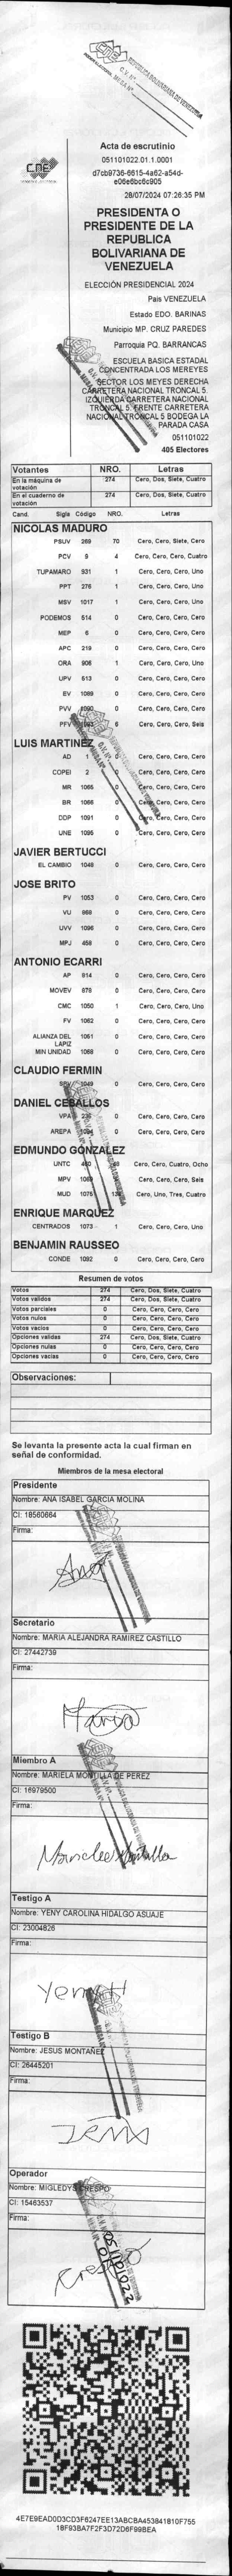 REPUBLICA BOLIVARIANA DE VENEZUELA
PODER ELECTORAL
C.V. N°
MESA N°
CNE
Acta de escrutinio
051101022.01.1.0001
d7cb9736-6615-4a62-a54d-
e06e6bc6c905
28/07/2024 07:26:35 PM
PRESIDENTA O
PRESIDENTE DE LA
REPUBLICA
BOLIVARIANA DE
VENEZUELA
ELECCIÓN PRESIDENCIAL 2024
Pais VENEZUELA
Estado EDO. BARINAS
Municipio MP. CRUZ PAREDES
Parroquia PQ. BARRANCAS
ESCUELA BASICA ESTADAL
CONCENTRADA LOS MEREYES
SECTOR LOS MEYES DERECHA
CARRETERA NACIONAL TRONCAL 5.
IZQUIERDA CARRETERA NACIONAL
TRONCAL 5. FRENTE CARRETERA
NACIONAL TRONCAL 5 BODEGA LA
PARADA CASA
051101022
405 Electores
Votantes NRO. Letras
En la máquina de votación 274 Cero, Dos, Siete, Cuatro
En el cuaderno de votación 274 Cero, Dos, Siete, Cuatro
Cand. Sigla Código NRO. Letras
NICOLAS MADURO
PSUV 269 70 Cero, Cero, Siete, Cero
PCV 9 4 Cero, Cero, Cero, Cuatro
TUPAMARO 931 1 Cero, Cero, Cero, Uno
PPT 276 1 Cero, Cero, Cero, Uno
MSV 1017 1 Cero, Cero, Cero, Uno
PODEMOS 514 0 Cero, Cero, Cero, Cero
MEP 6 0 Cero, Cero, Cero, Cero
APC 219 0 Cero, Cero, Cero, Cero
ORA 906 1 Cero, Cero, Cero, Uno
UPV 513 0 Cero, Cero, Cero, Cero
EV 1089 0 Cero, Cero, Cero, Cero
PVV 1090 0 Cero, Cero, Cero, Cero
PFV 1093 6 Cero, Cero, Cero, Seis
LUIS MARTINEZ
AD 1 0 Cero, Cero, Cero, Cero
COPEI 2 0 Cero, Cero, Cero, Cero
MR 1065 0 Cero, Cero, Cero, Cero
BR 1066 0 Cero, Cero, Cero, Cero
DDP 1091 0 Cero, Cero, Cero, Cero
UNE 1095 0 Cero, Cero, Cero, Cero
JAVIER BERTUCCI
EL CAMBIO 1048 0 Cero, Cero, Cero, Cero
JOSE BRITO
PV 1053 0 Cero, Cero, Cero, Cero
VU 969 0 Cero, Cero, Cero, Cero
UVV 1096 0 Cero, Cero, Cero, Cero
MPJ 458 0 Cero, Cero, Cero, Cero
ANTONIO ECARRI
AP 914 0 Cero, Cero, Cero, Cero
MOVEV 978 0 Cero, Cero, Cero, Cero
CMC 1050 1 Cero, Cero, Cero, Uno
FV 1052 0 Cero, Cero, Cero, Cero
ALIANZA DEL LAPIZ 1051 0 Cero, Cero, Cero, Cero
MIN UNIDAD 1068 0 Cero, Cero, Cero, Cero
CLAUDIO FERMIN
SPV 1049 0 Cero, Cero, Cero, Cero
DANIEL CEBALLOS
VPA 0 Cero, Cero, Cero, Cero
AREPA 1094 0 Cero, Cero, Cero, Cero
EDMUNDO GONZALEZ
UNTC 48 Cero, Cero, Cuatro, Ocho
MPV 6 Cero, Cero, Cero, Seis
MUD 1075 134 Cero, Uno, Tres, Cuatro
ENRIQUE MARQUEZ
CENTRADOS 1073 1 Cero, Cero, Cero, Uno
BENJAMIN RAUSSEO
CONDE 1092 0 Cero, Cero, Cero, Cero
Resumen de votos
Votos 274 Cero, Dos, Siete, Cuatro
Votos validos 274 Cero, Dos, Siete, Cuatro
Votos parciales 0 Cero, Cero, Cero, Cero
Votos nulos 0 Cero, Cero, Cero, Cero
Votos vacios 0 Cero, Cero, Cero, Cero
Opciones validas 274 Cero, Dos, Siete, Cuatro
Opciones nulas 0 Cero, Cero, Cero, Cero
Opciones vacias 0 Cero, Cero, Cero, Cero
Observaciones:
Se levanta la presente acta la cual firman en
señal de conformidad.
Miembros de la mesa electoral
Presidente
Nombre: ANA ISABEL GARCIA MOLINA
CI: 18560664
Firma:
Ana
Secretario
Nombre: MARIA ALEJANDRA RAMIREZ CASTILLO
CI: 27442739
Firma:
Maria
Miembro A
Nombre: MARIELA MONTILLA DE PEREZ
CI: 16979500
Firma:
Mariela Montilla
Testigo A
Nombre: YENY CAROLINA HIDALGO ASUAJE
CI: 23004826
Firma:
Yeny H
Testigo B
Nombre: JESUS MONTAÑEZ
CI: 26445201
Firma:
Operador
Nombre: MIGLEDYS CRESPO
CI: 15463537
Firma:
Crespo
051101022
01
4E7E9EAD0D3CD3F6247EE13ABCBA453841810F755
18F93BA7F2F3D72D6F99BEA